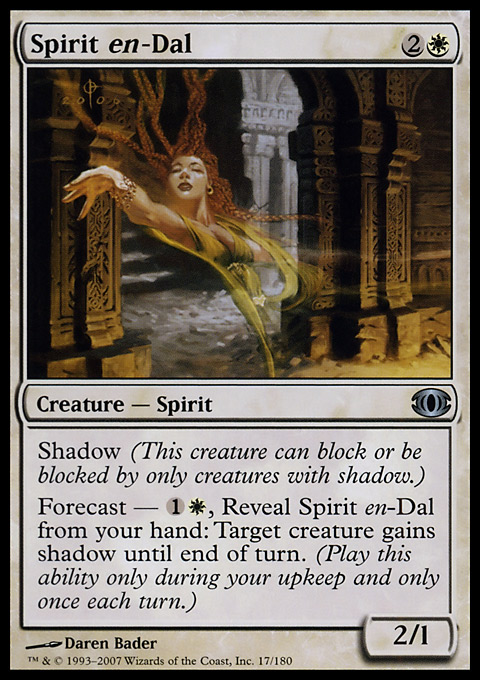 Spirit en-Dal 2
2009
Creature — Spirit
Shadow (This creature can block or be
blocked by only creatures with shadow.)
Forecast — 1, Reveal Spirit en-Dal
from your hand: Target creature gains
shadow until end of turn. (Play this
ability only during your upkeep and only
once each turn.)
2/1
Daren Bader
™ & © 1993–2007 Wizards of the Coast, Inc. 17/180